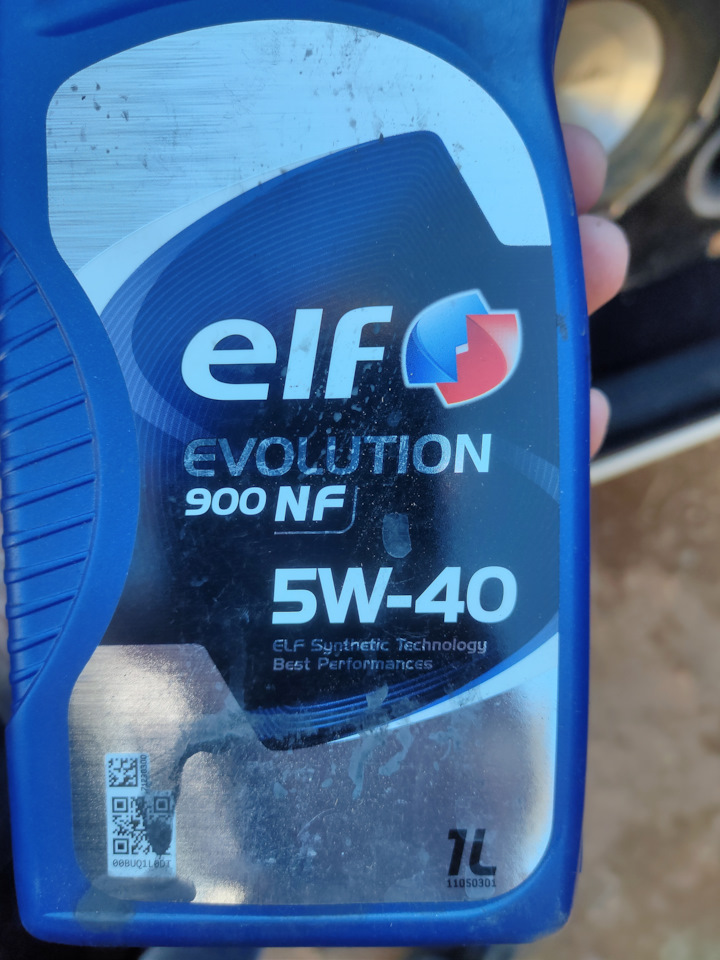 elf
EVOLUTION
900 NF
5W-40
ELF Synthetic Technology
Best Performances
1L
11050301